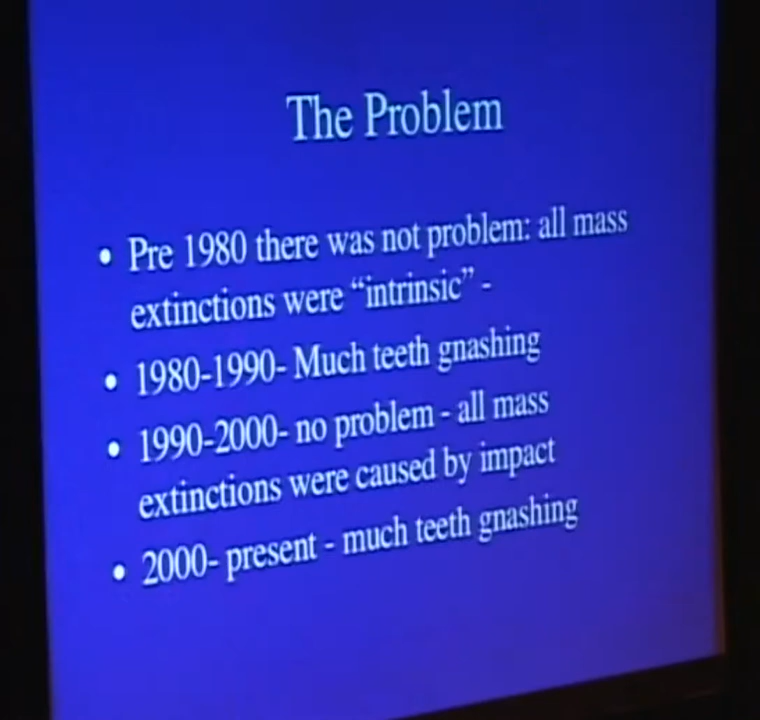 The Problem
• Pre 1980 there was not problem: all mass
extinctions were “intrinsic” -
• 1980-1990- Much teeth gnashing
• 1990-2000- no problem - all mass
extinctions were caused by impact
• 2000- present - much teeth gnashing